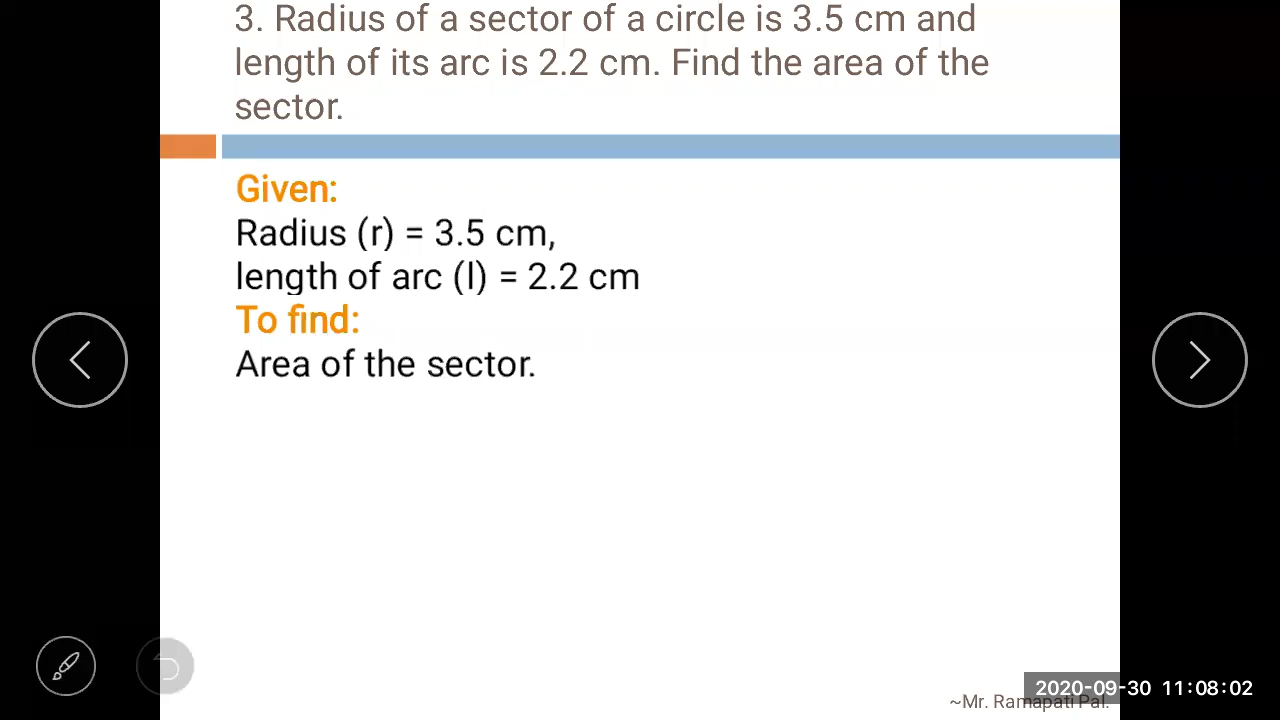 3. Radius of a sector of a circle is 3.5 cm and
length of its arc is 2.2 cm. Find the area of the
sector.
Given:
Radius (r) = 3.5 cm,
length of arc (l) = 2.2 cm
To find:
Area of the sector.
2020-09-30 11:08:02
~Mr. Ramapati Pal.